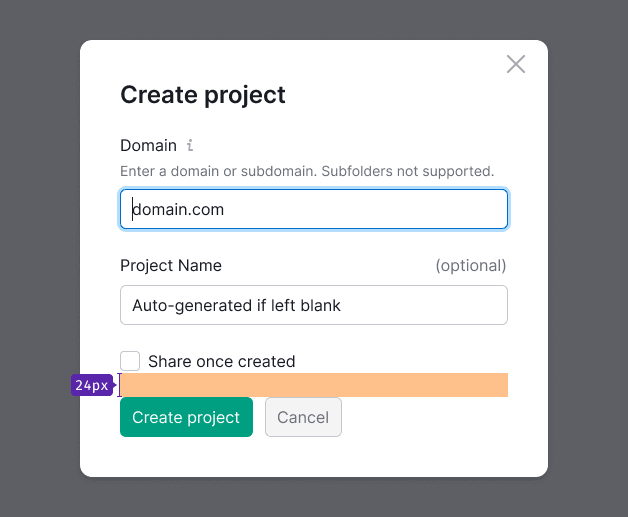 Create project
Domain i
Enter a domain or subdomain. Subfolders not supported.
domain.com
Project Name (optional)
Auto-generated if left blank
Share once created
24px
Create project Cancel